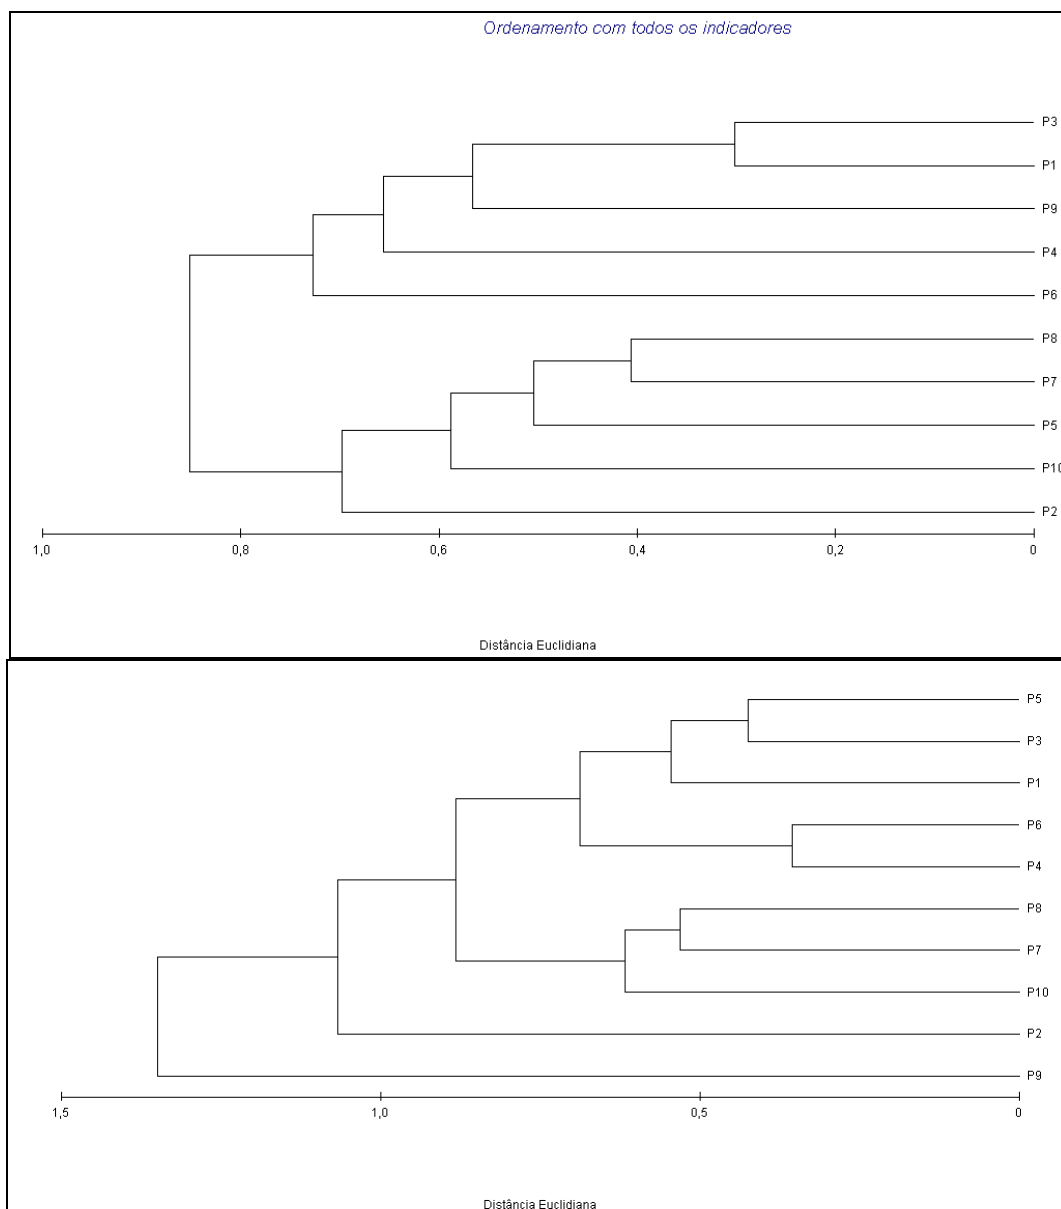 Ordenamento com todos os indicadores
P3
P1
P9
P4
P6
P8
P7
P5
P10
P2
1,0 0,8 0,6 0,4 0,2 0
Distância Euclidiana
P5
P3
P1
P6
P4
P8
P7
P10
P2
P9
1,5 1,0 0,5 0
Distância Euclidiana